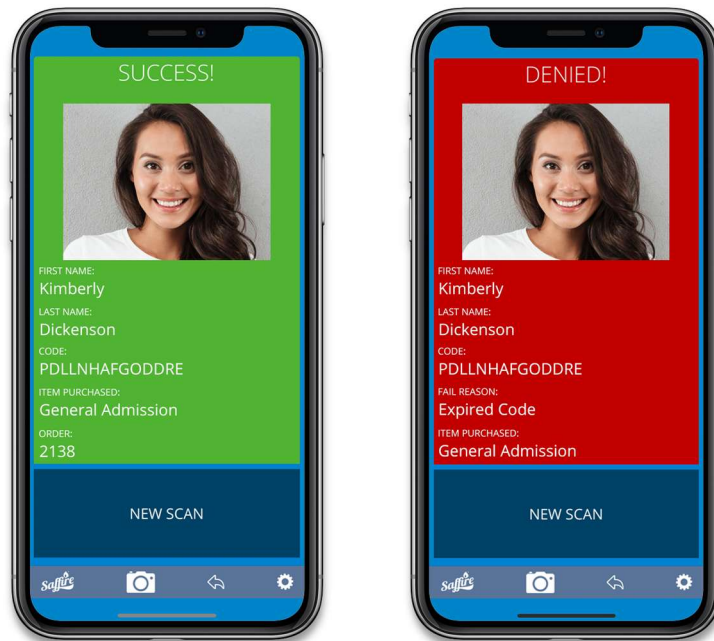 SUCCESS!
FIRST NAME:
Kimberly
LAST NAME:
Dickenson
CODE:
PDLLNHAFGODDRE
ITEM PURCHASED:
General Admission
ORDER:
2138
NEW SCAN
Saffire
DENIED!
FIRST NAME:
Kimberly
LAST NAME:
Dickenson
CODE:
PDLLNHAFGODDRE
FAIL REASON:
Expired Code
ITEM PURCHASED:
General Admission
NEW SCAN
Saffire